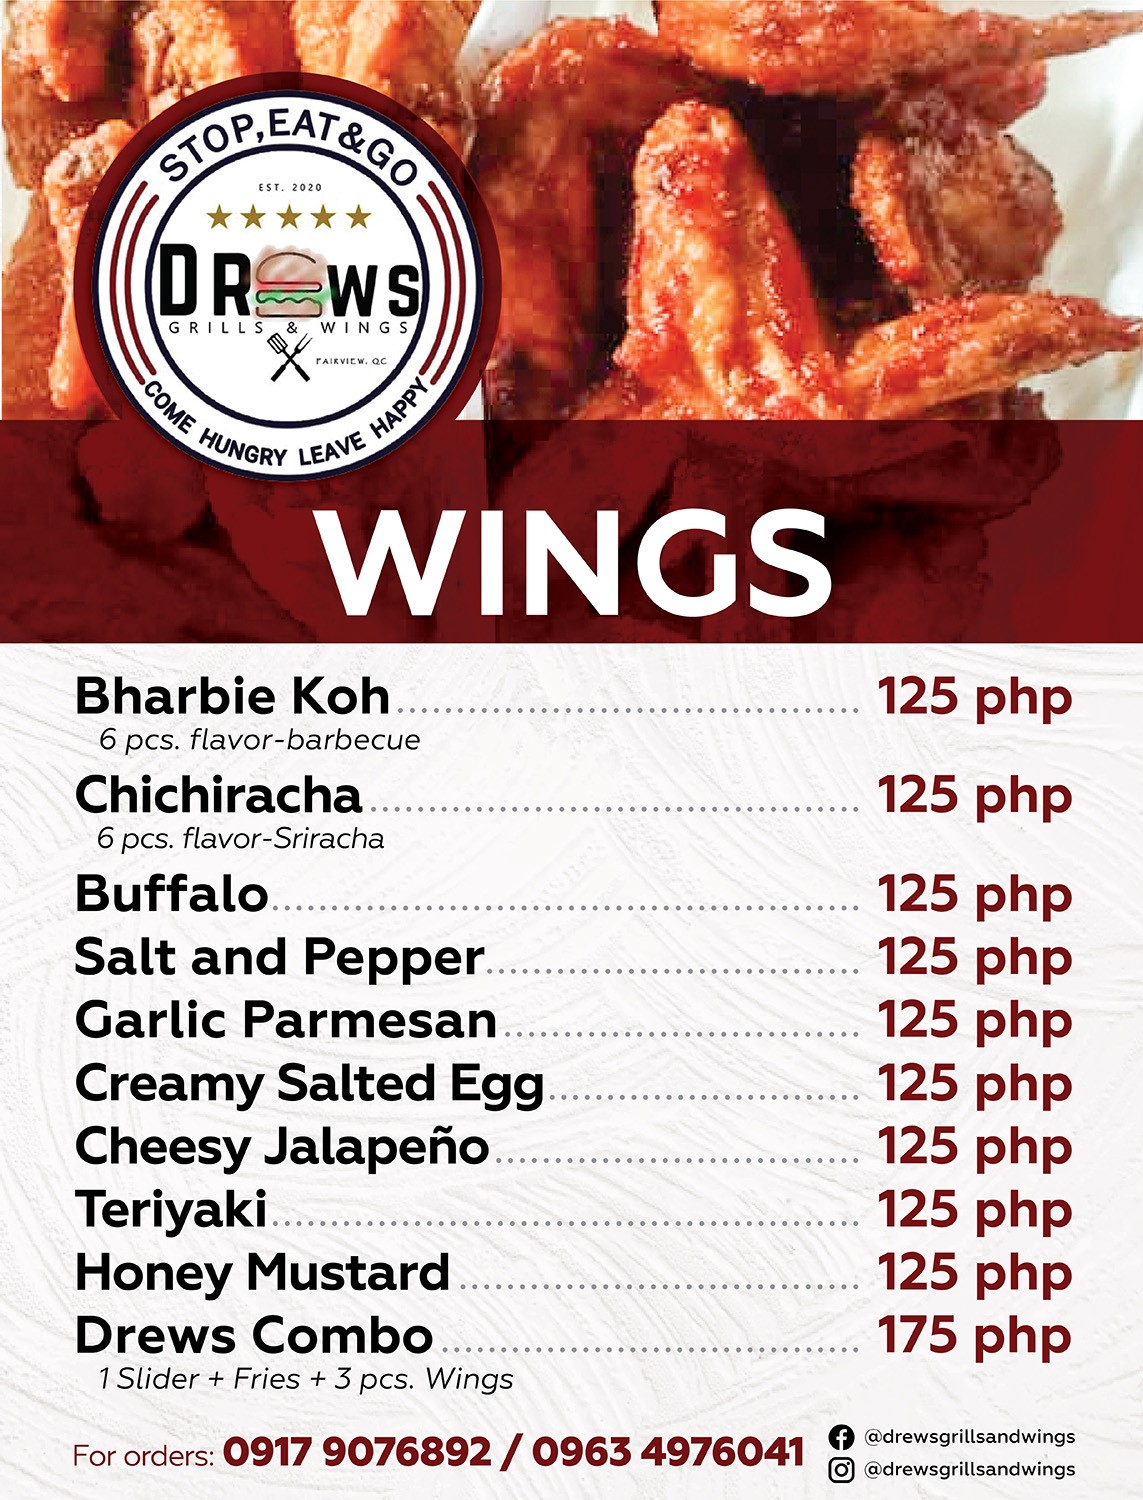 STOP,EAT&GO
EST. 2020
DREWS
GRILLS & WINGS
FAIRVIEW, QC
COME HUNGRY LEAVE HAPPY
WINGS
Bharbie Koh 125 php
6 pcs. flavor-barbecue
Chichiracha 125 php
6 pcs. flavor-Sriracha
Buffalo 125 php
Salt and Pepper 125 php
Garlic Parmesan 125 php
Creamy Salted Egg 125 php
Cheesy Jalapeño 125 php
Teriyaki 125 php
Honey Mustard 125 php
Drews Combo 175 php
1 Slider + Fries + 3 pcs. Wings
For orders: 0917 9076892 / 0963 4976041
@drewsgrillsandwings
@drewsgrillsandwings